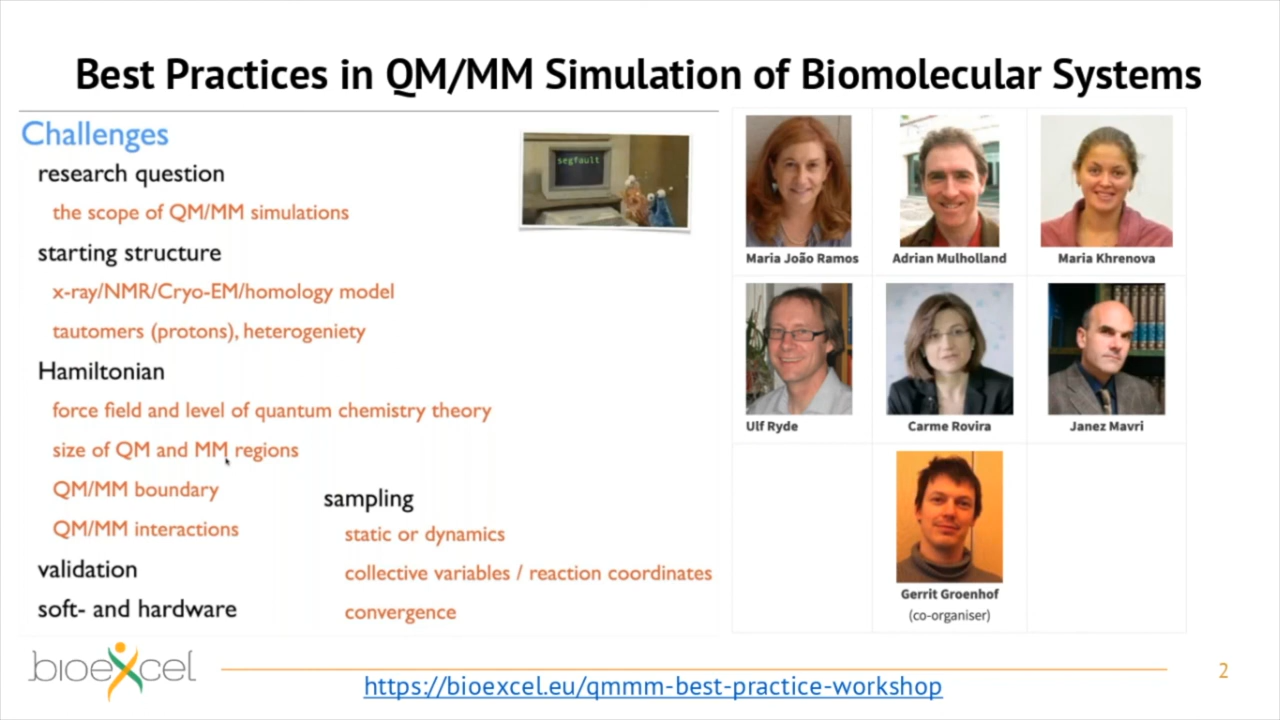 Best Practices in QM/MM Simulation of Biomolecular Systems
Challenges
research question
the scope of QM/MM simulations
starting structure
x-ray/NMR/Cryo-EM/homology model
tautomers (protons), heterogeniety
Hamiltonian
force field and level of quantum chemistry theory
size of QM and MM regions
QM/MM boundary
QM/MM interactions
validation
soft- and hardware
sampling
static or dynamics
collective variables / reaction coordinates
convergence
segfault
Maria João Ramos
Adrian Mulholland
Maria Khrenova
Ulf Ryde
Carme Rovira
Janez Mavri
Gerrit Groenhof
(co-organiser)
bioexcel
https://bioexcel.eu/qmmm-best-practice-workshop
2